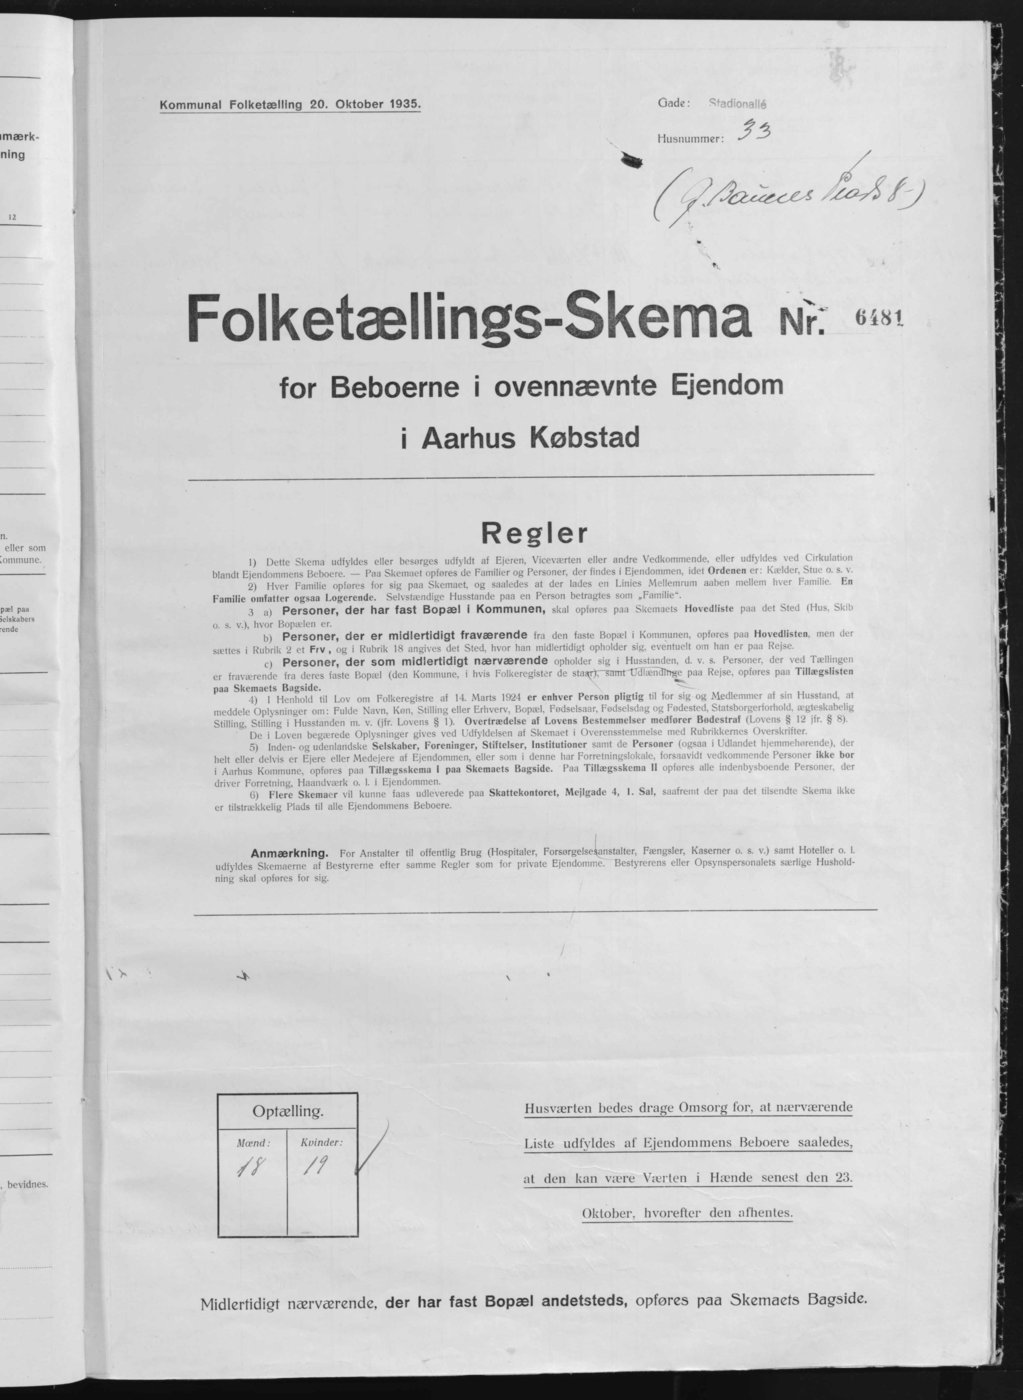 mærk-
ning
12
n.
eller som
Kommune.
pæl paa
Selskabers
rende
, bevidnes.
Kommunal Folketælling 20. Oktober 1935.
Gade: Stadionallé
Husnummer: 33
(J. Baunes Plads 8-)
Folketællings-Skema Nr. 6481
for Beboerne i ovennævnte Ejendom
i Aarhus Købstad
Regler
1) Dette Skema udfyldes eller besørges udfyldt af Ejeren, Viceværten eller andre Vedkommende, eller udfyldes ved Cirkulation
blandt Ejendommens Beboere. — Paa Skemaet opføres de Familier og Personer, der findes i Ejendommen, idet Ordenen er: Kælder, Stue o. s. v.
2) Hver Familie opføres for sig paa Skemaet, og saaledes at der lades en Linies Mellemrum aaben mellem hver Familie. En
Familie omfatter ogsaa Logerende. Selvstændige Husstande paa en Person betragtes som „Familie“.
3 a) Personer, der har fast Bopæl i Kommunen, skal opføres paa Skemaets Hovedliste paa det Sted (Hus, Skib
o. s. v.), hvor Bopælen er.
b) Personer, der er midlertidigt fraværende fra den faste Bopæl i Kommunen, opføres paa Hovedlisten, men der
sættes i Rubrik 2 et Frv., og i Rubrik 18 angives det Sted, hvor han midlertidigt opholder sig, eventuelt om han er paa Rejse.
c) Personer, der som midlertidigt nærværende opholder sig i Husstanden, d. v. s. Personer, der ved Tællingen
er fraværende fra deres faste Bopæl (den Kommune, i hvis Folkeregister de staar), samt Udlændinge paa Rejse, opføres paa Tillægslisten
paa Skemaets Bagside.
4) I Henhold til Lov om Folkeregistre af 14. Marts 1924 er enhver Person pligtig til for sig og Medlemmer af sin Husstand, at
meddele Oplysninger om: Fulde Navn, Køn, Stilling eller Erhverv, Bopæl, Fødselsaar, Fødselsdag og Fødested, Statsborgerforhold, ægteskabelig
Stilling, Stilling i Husstanden m. v. (jfr. Lovens § 1). Overtrædelse af Lovens Bestemmelser medfører Bødestraf (Lovens § 12 jfr. § 8).
De i Loven begærede Oplysninger gives ved Udfyldelsen af Skemaet i Overensstemmelse med Rubrikkernes Overskrifter.
5) Inden- og udenlandske Selskaber, Foreninger, Stiftelser, Institutioner samt de Personer (ogsaa i Udlandet hjemmehørende), der
helt eller delvis er Ejere eller Medejere af Ejendommen, eller som i denne har Forretningslokale, forsaavidt vedkommende Personer ikke bor
i Aarhus Kommune, opføres paa Tillægsskema I paa Skemaets Bagside. Paa Tillægsskema II opføres alle indenbysboende Personer, der
driver Forretning, Haandværk o. l. i Ejendommen.
6) Flere Skemaer vil kunne faas udleverede paa Skattekontoret, Mejlgade 4, 1. Sal, saafremt der paa det tilsendte Skema ikke
er tilstrækkelig Plads til alle Ejendommens Beboere.
Anmærkning. For Anstalter til offentlig Brug (Hospitaler, Forsørgelsesanstalter, Fængsler, Kaserner o. s. v.) samt Hoteller o. l.
udfyldes Skemaerne af Bestyrerne efter samme Regler som for private Ejendomme. Bestyrerens eller Opsynspersonalets særlige Hushold-
ning skal opføres for sig.
Optælling.
Mænd: Kvinder:
18 19
Husværten bedes drage Omsorg for, at nærværende
Liste udfyldes af Ejendommens Beboere saaledes,
at den kan være Værten i Hænde senest den 23.
Oktober, hvorefter den afhentes.
Midlertidigt nærværende, der har fast Bopæl andetsteds, opføres paa Skemaets Bagside.